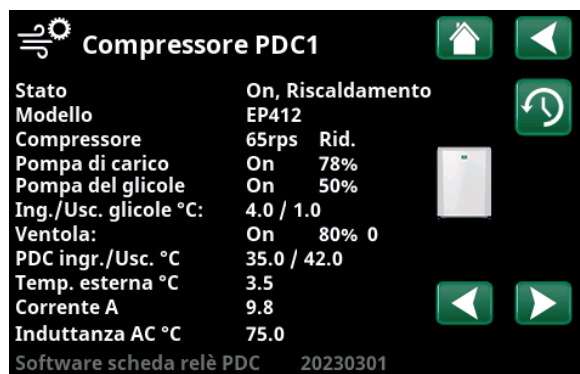 Compressore PDC1
Stato On, Riscaldamento
Modello EP412
Compressore 65rps Rid.
Pompa di carico On 78%
Pompa del glicole On 50%
Ing./Usc. glicole °C: 4.0 / 1.0
Ventola: On 80% 0
PDC ingr./Usc. °C 35.0 / 42.0
Temp. esterna °C 3.5
Corrente A 9.8
Induttanza AC °C 75.0
Software scheda relè PDC 20230301